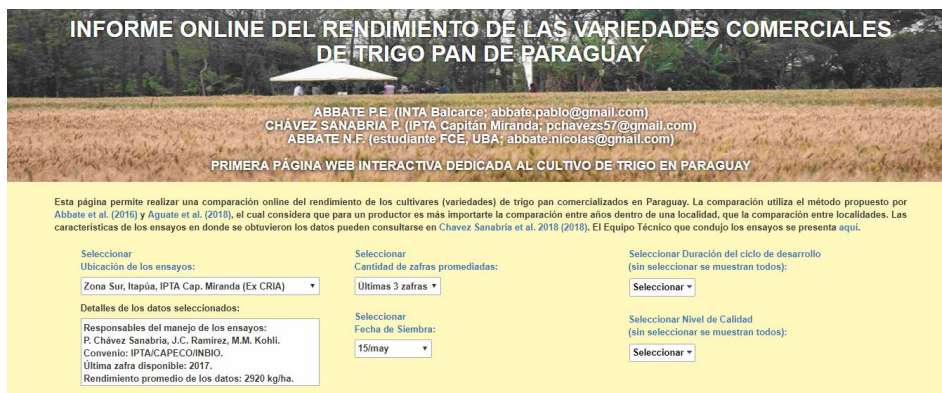 INFORME ONLINE DEL RENDIMIENTO DE LAS VARIEDADES COMERCIALES
DE TRIGO PAN DE PARAGUAY
ABBATE P.E. (INTA Balcarce; abbate.pablo@gmail.com)
CHÁVEZ SANABRIA P. (IPTA Capitán Miranda; pchavezs57@gmail.com)
ABBATE N.F. (estudiante FCE, UBA; abbate.nicolas@gmail.com)
PRIMERA PÁGINA WEB INTERACTIVA DEDICADA AL CULTIVO DE TRIGO EN PARAGUAY
Esta página permite realizar una comparación online del rendimiento de los cultivares (variedades) de trigo pan comercializados en Paraguay. La comparación utiliza el método propuesto por
Abbate et al. (2016) y Aguate et al. (2018), el cual considera que para un productor es más importarte la comparación entre años dentro de una localidad, que la comparación entre localidades. Las
características de los ensayos en donde se obtuvieron los datos pueden consultarse en Chavez Sanabria et al. 2018 (2018). El Equipo Técnico que condujo los ensayos se presenta aquí.
Seleccionar
Ubicación de los ensayos:
Zona Sur, Itapúa, IPTA Cap. Miranda (Ex CRIA)
Detalles de los datos seleccionados:
Responsables del manejo de los ensayos:
P. Chávez Sanabria, J.C. Ramírez, M.M. Kohli.
Convenio: IPTA/CAPECO/INBIO.
Última zafra disponible: 2017.
Rendimiento promedio de los datos: 2920 kg/ha.
Seleccionar
Cantidad de zafras promediadas:
Últimas 3 zafras
Seleccionar
Fecha de Siembra:
15/may
Seleccionar Duración del ciclo de desarrollo
(sin seleccionar se muestran todos):
Seleccionar
Seleccionar Nivel de Calidad
(sin seleccionar se muestran todos):
Seleccionar